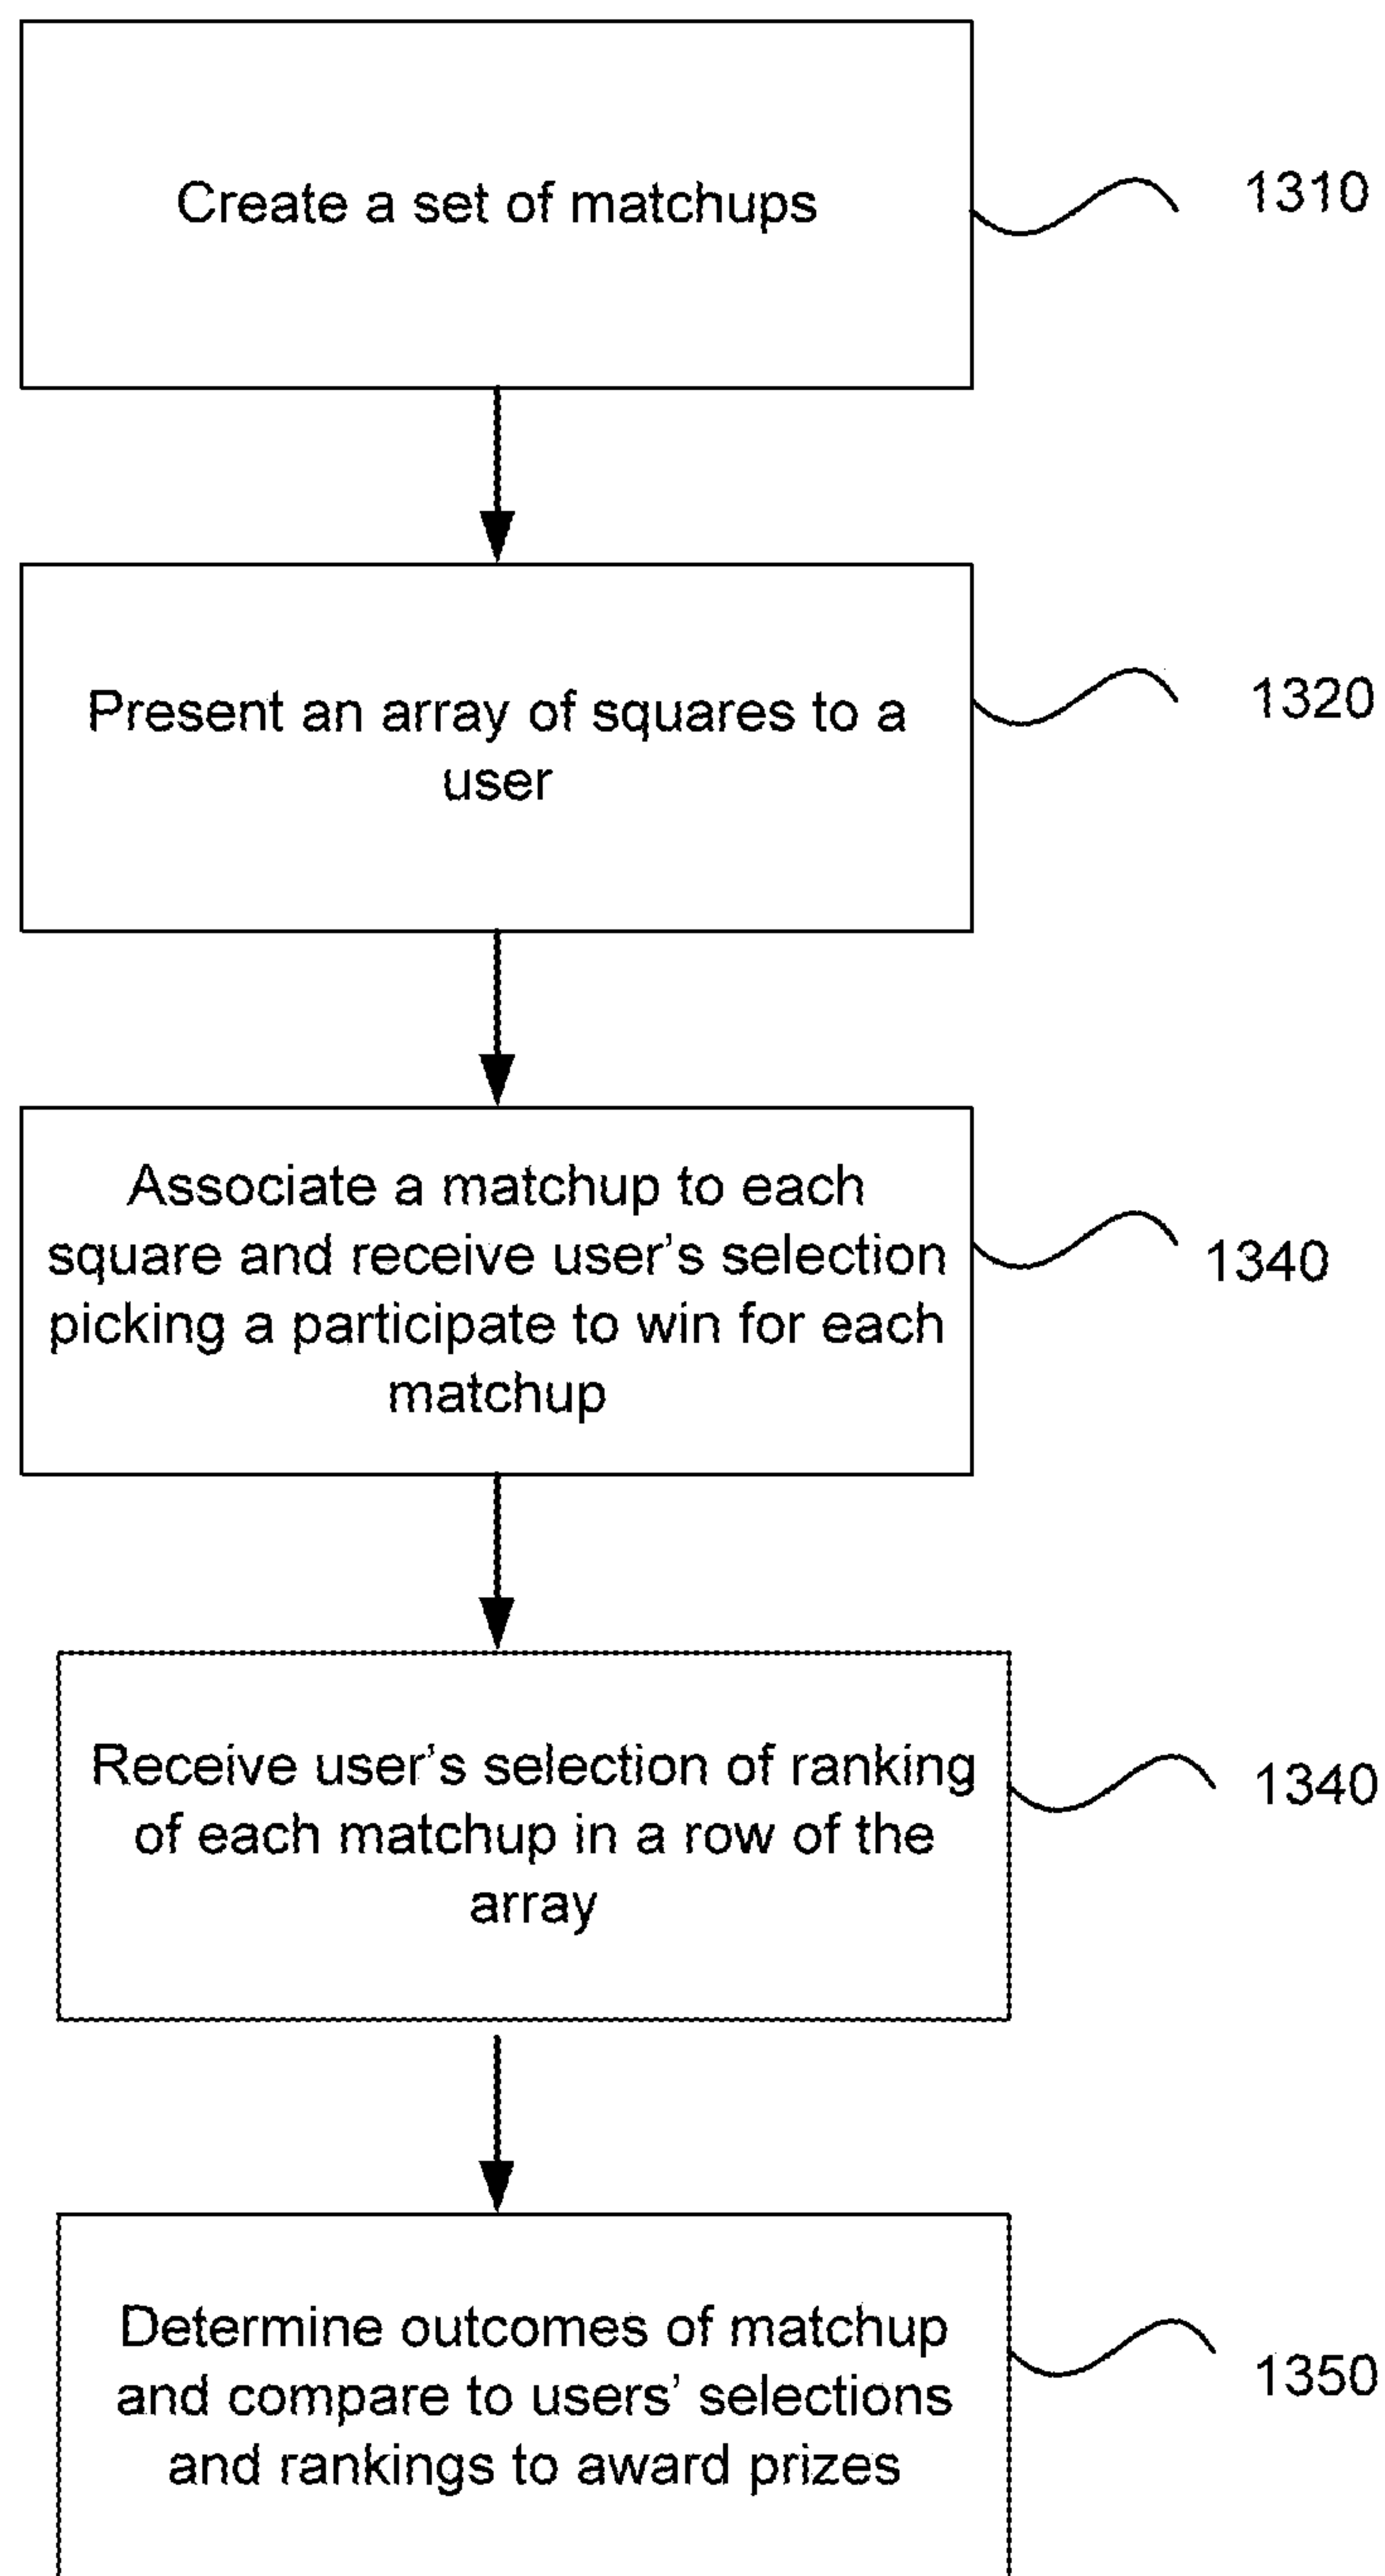 Create a set of matchups
1310
Present an array of squares to a
user
1320
Associate a matchup to each
square and receive user’s selection
picking a participate to win for each
matchup
1340
Receive user’s selection of ranking
of each matchup in a row of the
array
1340
Determine outcomes of matchup
and compare to users’ selections
and rankings to award prizes
1350